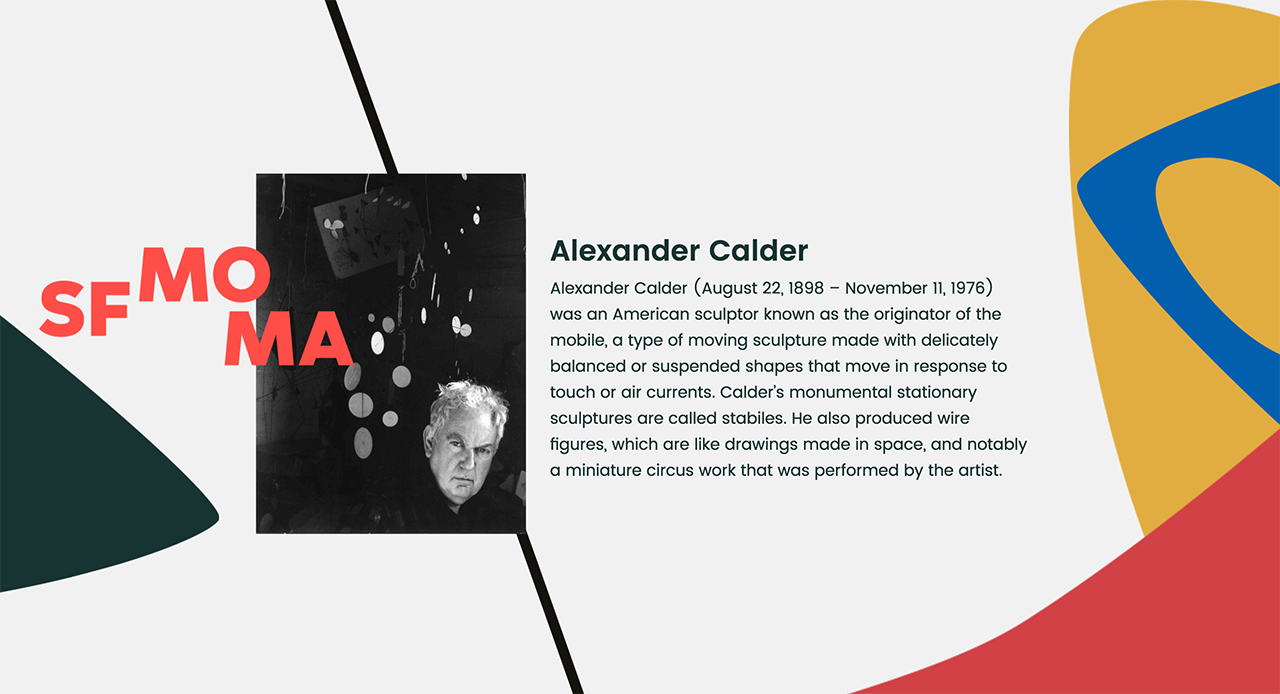 SFMOMA
Alexander Calder
Alexander Calder (August 22, 1898 – November 11, 1976)
was an American sculptor known as the originator of the
mobile, a type of moving sculpture made with delicately
balanced or suspended shapes that move in response to
touch or air currents. Calder's monumental stationary
sculptures are called stabiles. He also produced wire
figures, which are like drawings made in space, and notably
a miniature circus work that was performed by the artist.